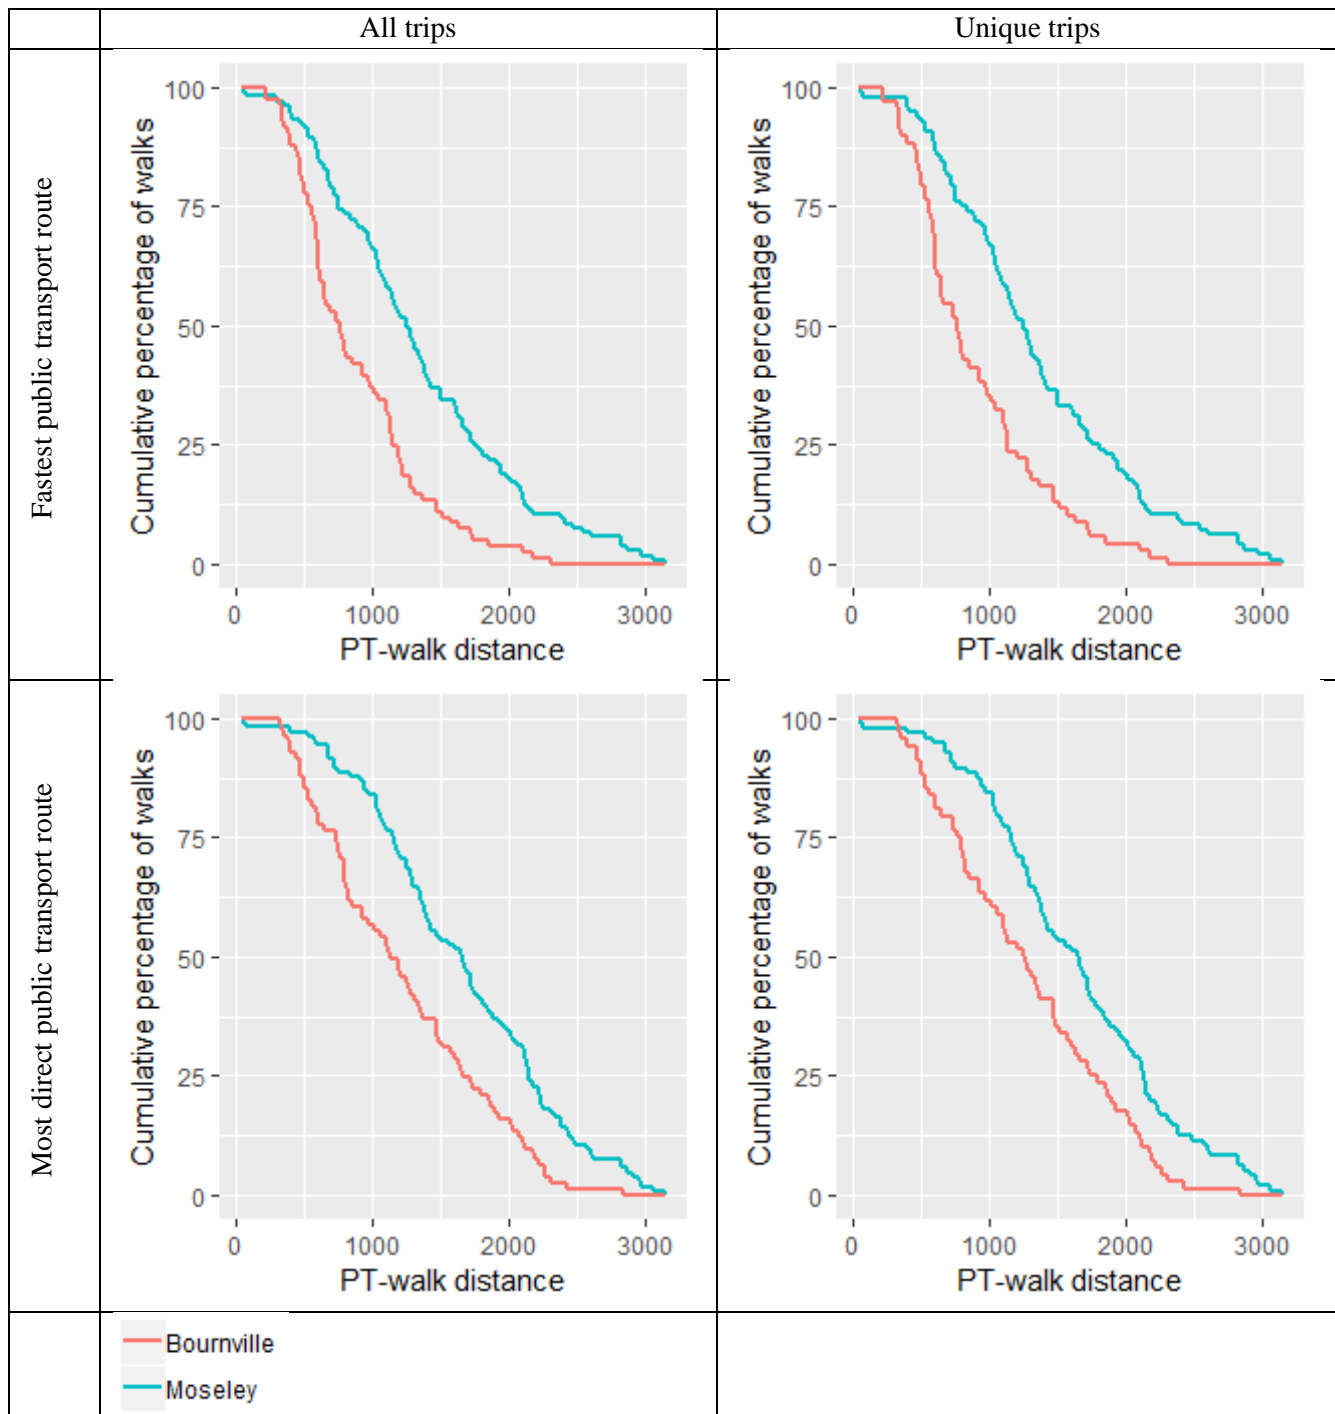 All trips
Unique trips
Fastest public transport route
Cumulative percentage of walks
100
75
50
25
0
0 1000 2000 3000
PT-walk distance
Cumulative percentage of walks
100
75
50
25
0
0 1000 2000 3000
PT-walk distance
Most direct public transport route
Cumulative percentage of walks
100
75
50
25
0
0 1000 2000 3000
PT-walk distance
Cumulative percentage of walks
100
75
50
25
0
0 1000 2000 3000
PT-walk distance
Bournville
Moseley